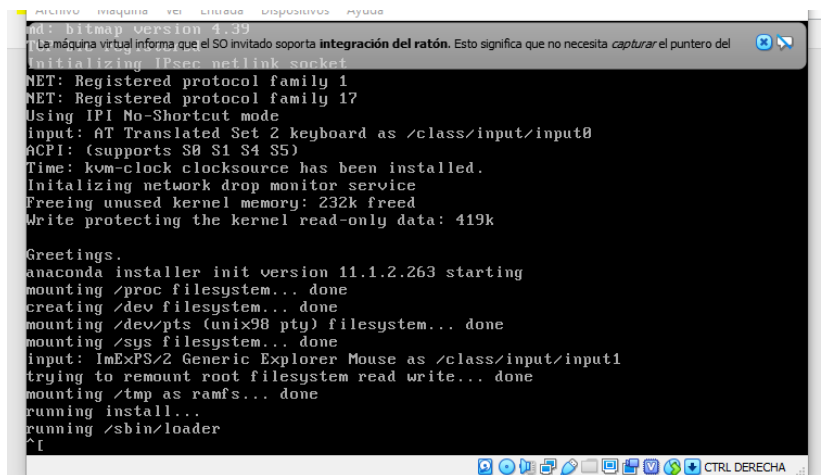 Archivo Máquina Ver Entrada Dispositivos Ayuda
md: bitmap version 4.39
La máquina virtual informa que el SO invitado soporta integración del ratón. Esto significa que no necesita capturar el puntero del
Initializing IPsec netlink socket
NET: Registered protocol family 1
NET: Registered protocol family 17
Using IPI No-Shortcut mode
input: AT Translated Set 2 keyboard as /class/input/input0
ACPI: (supports S0 S1 S4 S5)
Time: kvm-clock clocksource has been installed.
Initalizing network drop monitor service
Freeing unused kernel memory: 232k freed
Write protecting the kernel read-only data: 419k
Greetings.
anaconda installer init version 11.1.2.263 starting
mounting /proc filesystem... done
creating /dev filesystem... done
mounting /dev/pts (unix98 pty) filesystem... done
mounting /sys filesystem... done
input: ImExPS/2 Generic Explorer Mouse as /class/input/input1
trying to remount root filesystem read write... done
mounting /tmp as ramfs... done
running install...
running /sbin/loader
^[
CTRL DERECHA